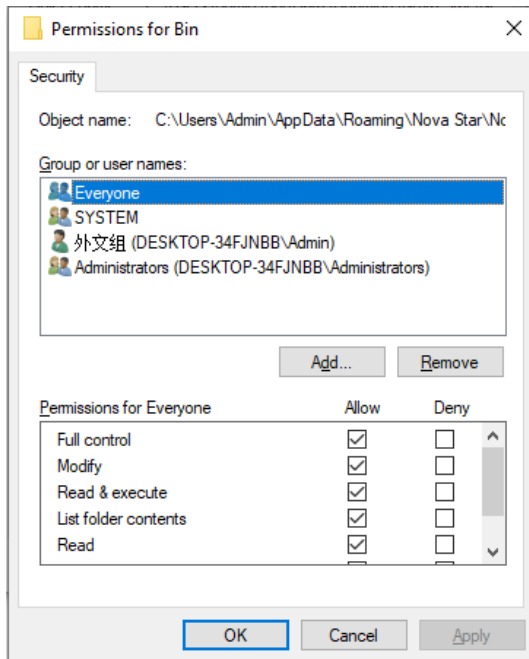 Permissions for Bin
Security
Object name: C:\Users\Admin\AppData\Roaming\Nova Star\Nc
Group or user names:
Everyone
SYSTEM
外文组 (DESKTOP-34FJNBB\Admin)
Administrators (DESKTOP-34FJNBB\Administrators)
Add... Remove
Permissions for Everyone Allow Deny
Full control
Modify
Read & execute
List folder contents
Read
OK Cancel Apply